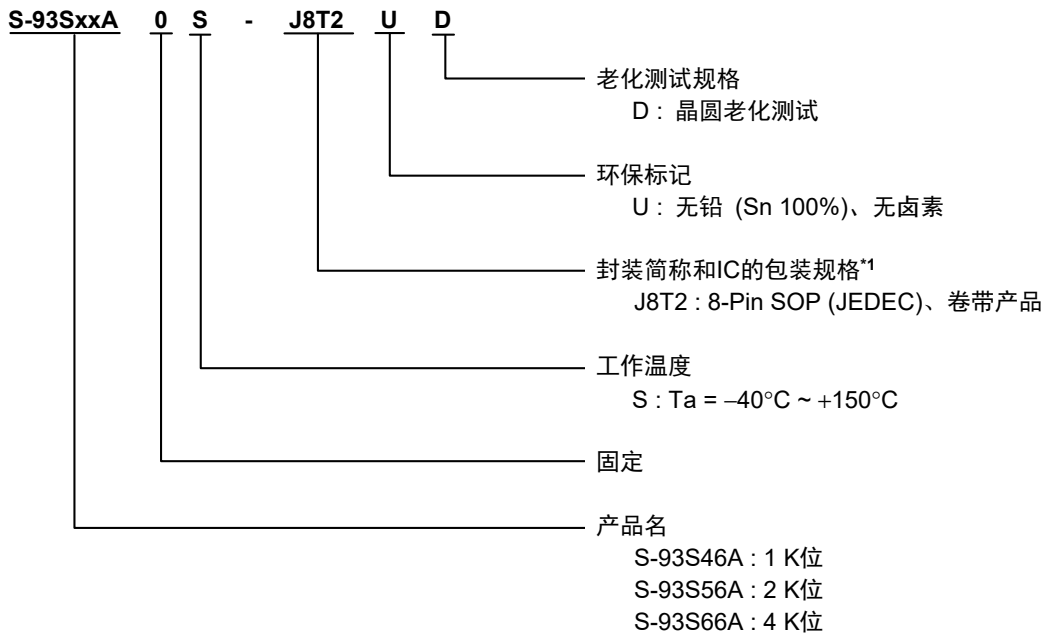 S-93SxxA 0 S - J8T2 U D
老化测试规格
D : 晶圆老化测试
环保标记
U : 无铅 (Sn 100%)、无卤素
封装简称和IC的包装规格*1
J8T2 : 8-Pin SOP (JEDEC)、卷带产品
工作温度
S : Ta = −40°C ~ +150°C
固定
产品名
S-93S46A : 1 K位
S-93S56A : 2 K位
S-93S66A : 4 K位